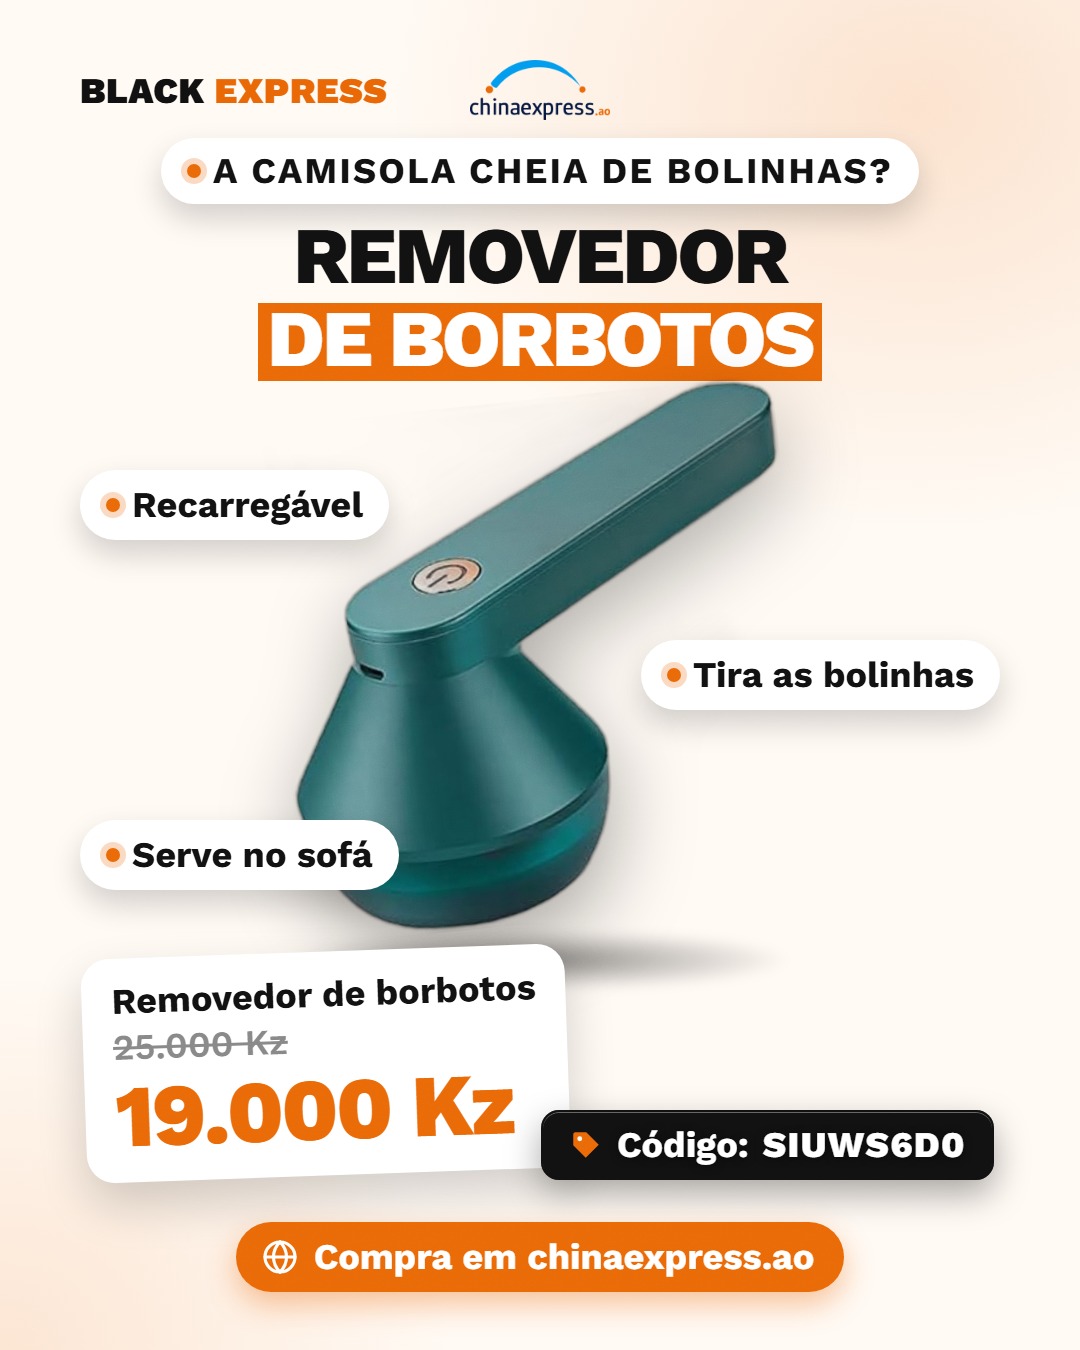 BLACK EXPRESS
chinaexpress.ao
A CAMISOLA CHEIA DE BOLINHAS?
REMOVEDOR
DE BORBOTOS
Recarregável
Tira as bolinhas
Serve no sofá
Removedor de borbotos
25.000 Kz
19.000 Kz
Código: SIUWS6D0
Compra em chinaexpress.ao